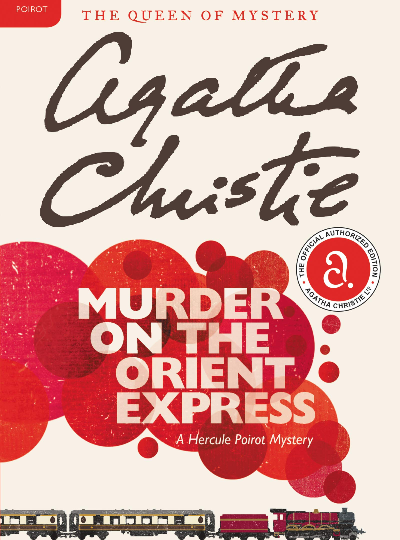 POIROT
THE QUEEN OF MYSTERY
Agatha
Christie
THE OFFICIAL AUTHORIZED EDITION
a
AGATHA CHRISTIE LTD
MURDER
ON THE
ORIENT
EXPRESS
A Hercule Poirot Mystery